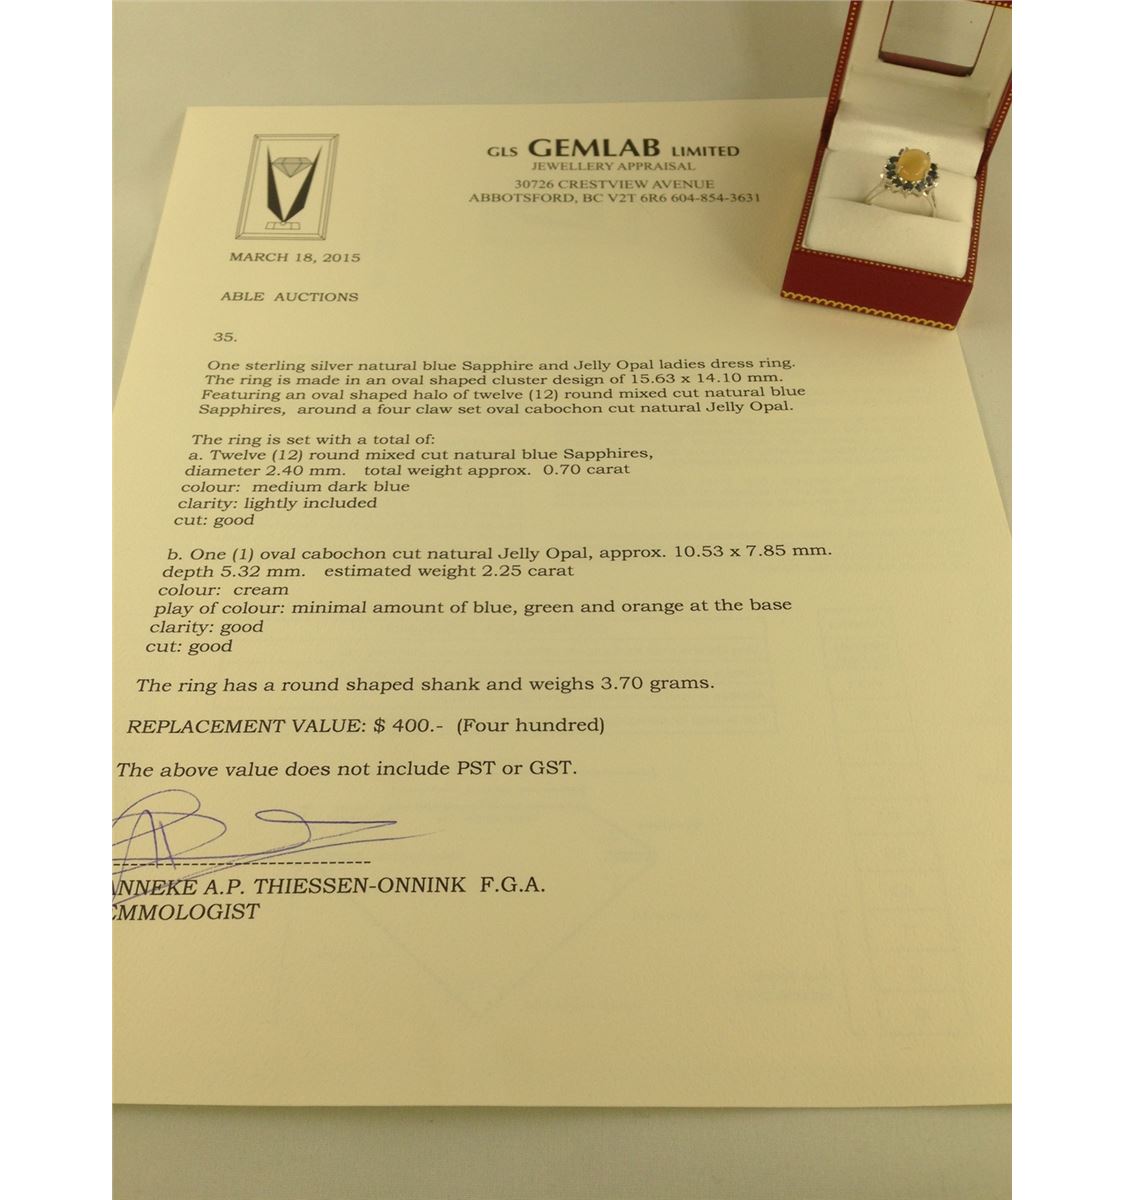 GLS GEMLAB LIMITED
JEWELLERY APPRAISAL
30726 CRESTVIEW AVENUE
ABBOTSFORD, BC V2T 6R6 604-854-3631
MARCH 18, 2015
ABLE AUCTIONS
35.
One sterling silver natural blue Sapphire and Jelly Opal ladies dress ring.
The ring is made in an oval shaped cluster design of 15.63 x 14.10 mm.
Featuring an oval shaped halo of twelve (12) round mixed cut natural blue
Sapphires, around a four claw set oval cabochon cut natural Jelly Opal.
The ring is set with a total of:
a. Twelve (12) round mixed cut natural blue Sapphires,
diameter 2.40 mm. total weight approx. 0.70 carat
colour: medium dark blue
clarity: lightly included
cut: good
b. One (1) oval cabochon cut natural Jelly Opal, approx. 10.53 x 7.85 mm.
depth 5.32 mm. estimated weight 2.25 carat
colour: cream
play of colour: minimal amount of blue, green and orange at the base
clarity: good
cut: good
The ring has a round shaped shank and weighs 3.70 grams.
REPLACEMENT VALUE: $ 400.- (Four hundred)
The above value does not include PST or GST.
ANNEKE A.P. THIESSEN-ONNINK F.G.A.
EMMOLOGIST